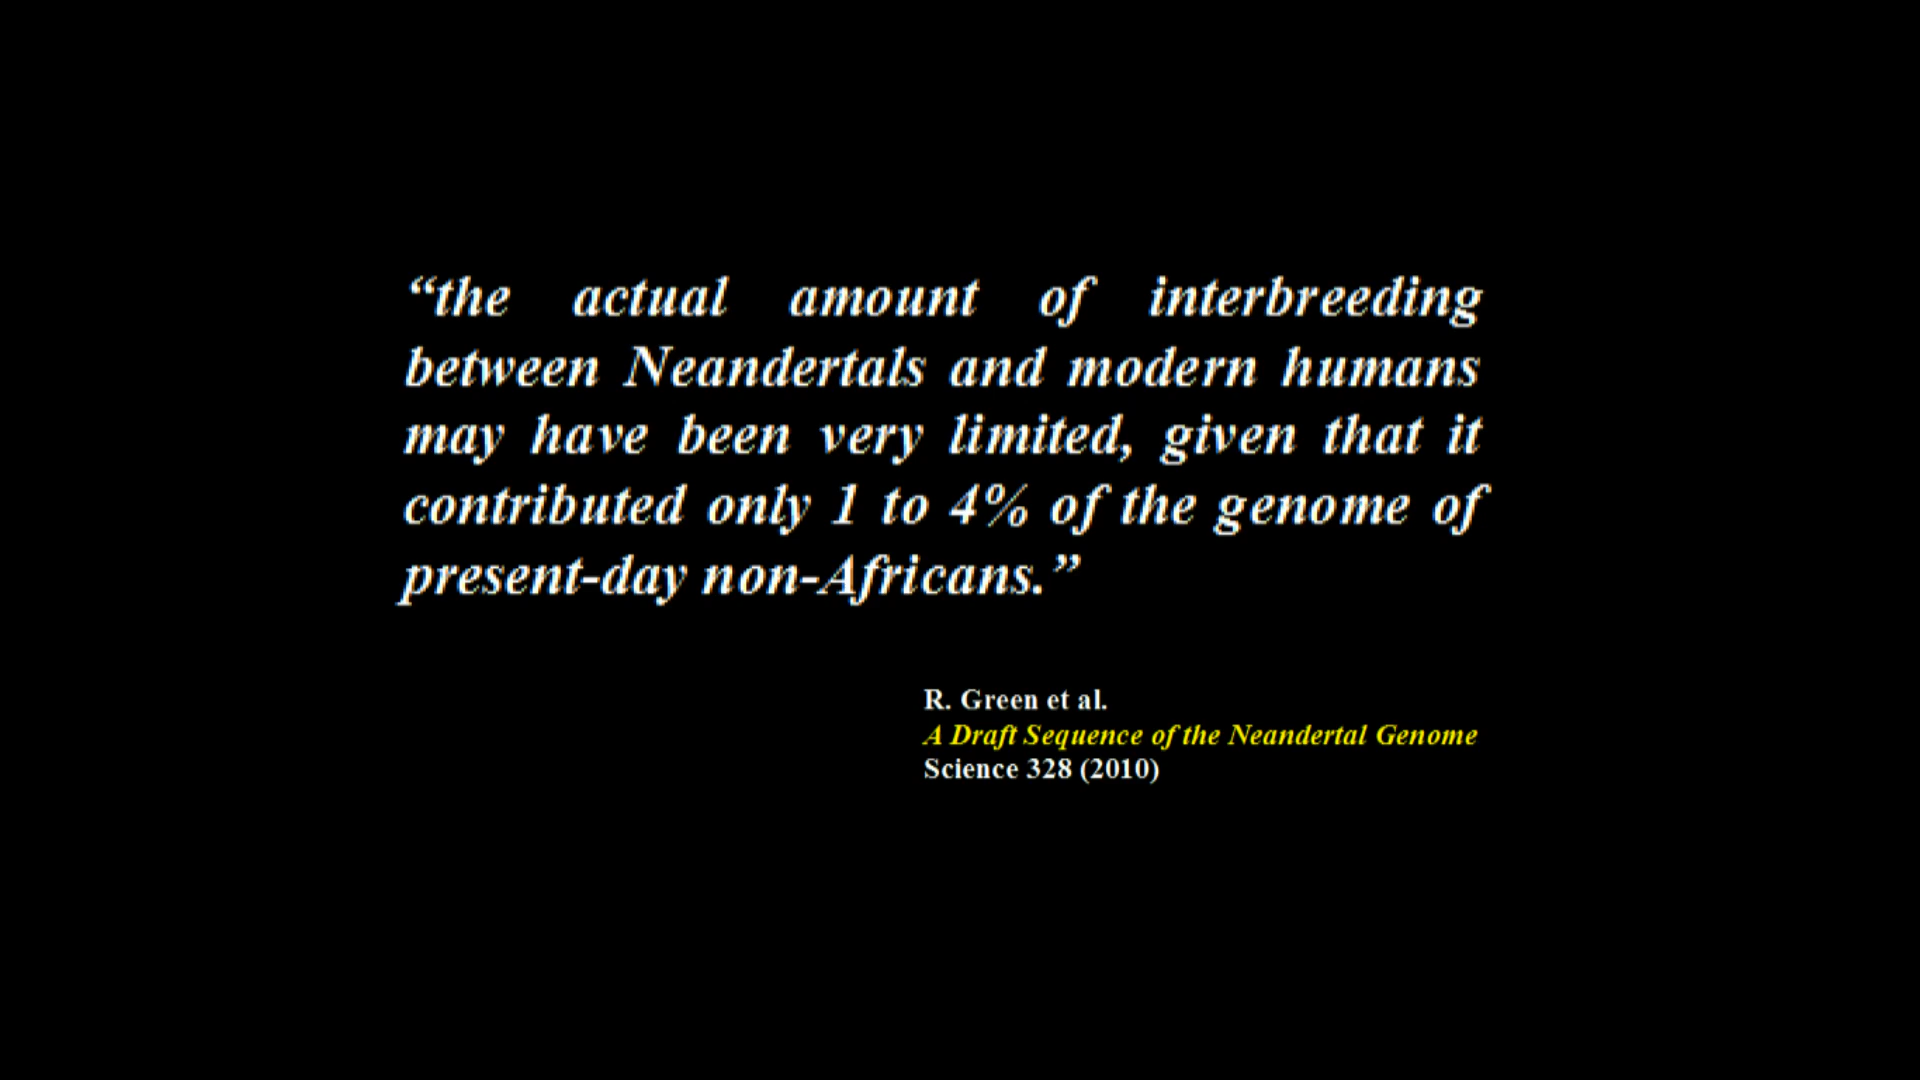 “the actual amount of interbreeding
between Neandertals and modern humans
may have been very limited, given that it
contributed only 1 to 4% of the genome of
present-day non-Africans.”
R. Green et al.
A Draft Sequence of the Neandertal Genome
Science 328 (2010)